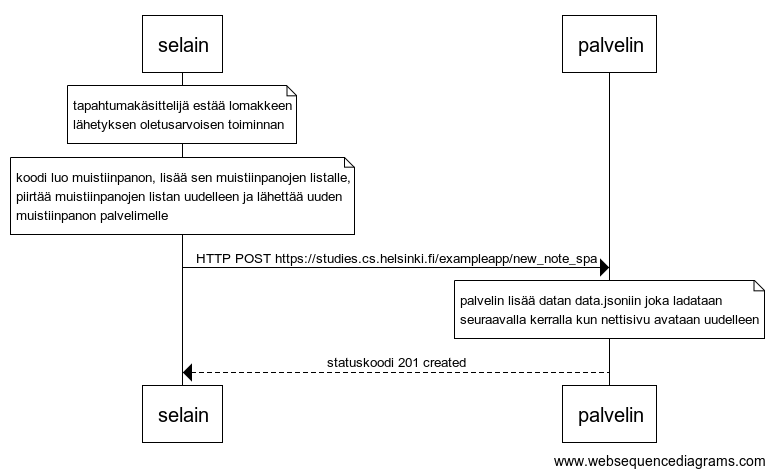 selain
palvelin
tapahtumakäsittelijä estää lomakkeen
lähetyksen oletusarvoisen toiminnan
koodi luo muistiinpanon, lisää sen muistiinpanojen listalle,
piirtää muistiinpanojen listan uudelleen ja lähettää uuden
muistiinpanon palvelimelle
HTTP POST https://studies.cs.helsinki.fi/exampleapp/new_note_spa
palvelin lisää datan data.jsoniin joka ladataan
seuraavalla kerralla kun nettisivu avataan uudelleen
statuskoodi 201 created
selain
palvelin
www.websequencediagrams.com